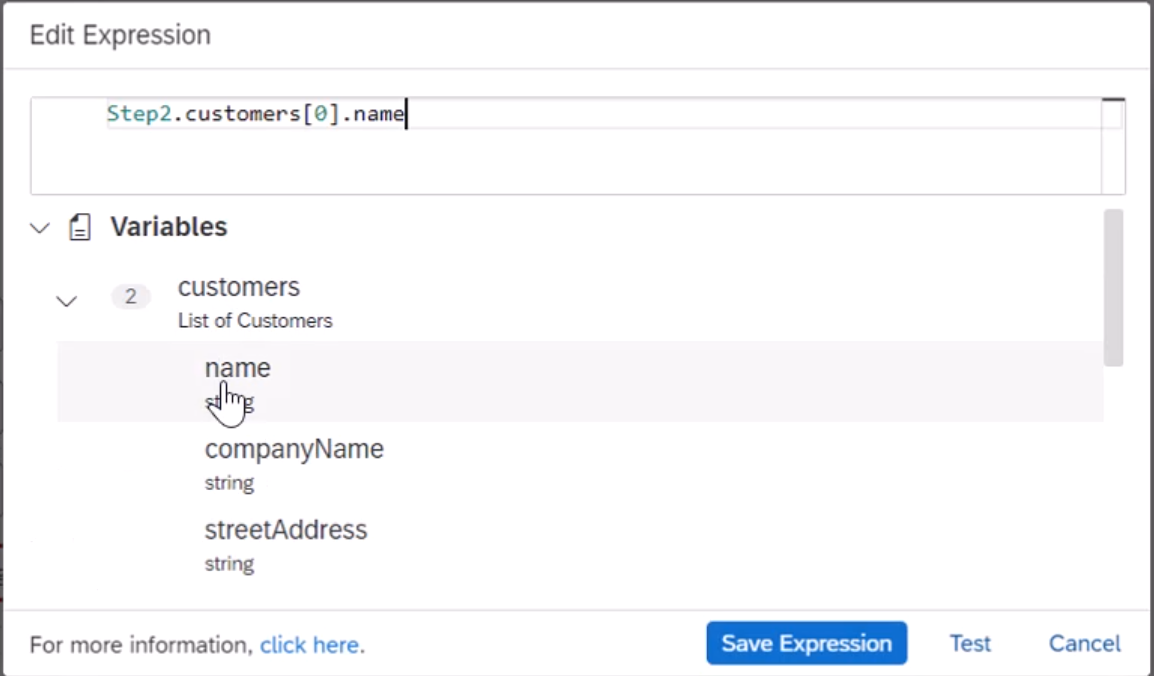 Edit Expression
Step2.customers[0].name
Variables
2
customers
List of Customers
name
companyName
string
streetAddress
string
For more information, click here.
Save Expression
Test
Cancel